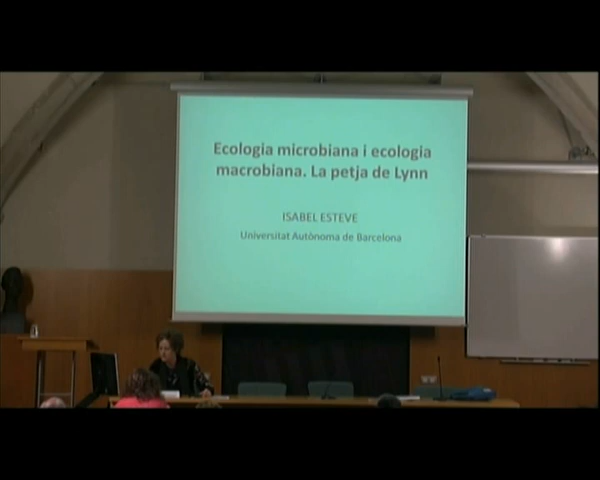 Ecologia microbiana i ecologia
macrobiana. La petja de Lynn
ISABEL ESTEVE
Universitat Autònoma de Barcelona